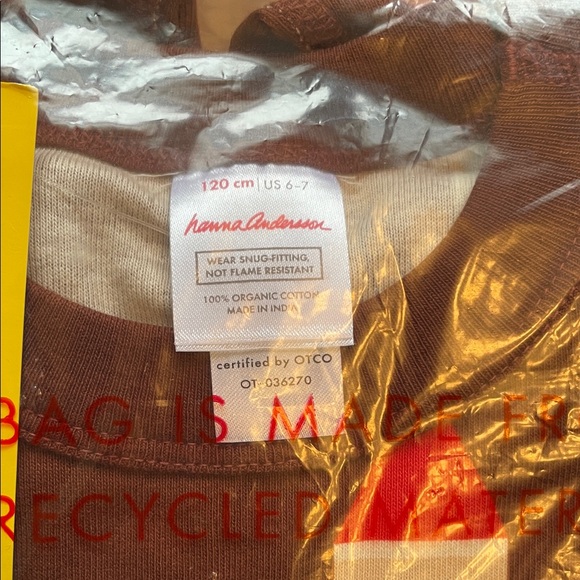 120 cm | US 6-7
hanna Andersson
WEAR SNUG-FITTING,
NOT FLAME RESISTANT
100% ORGANIC COTTON
MADE IN INDIA
certified by OTCO
OT-036270
BAG IS MADE FR
RECYCLED MATER